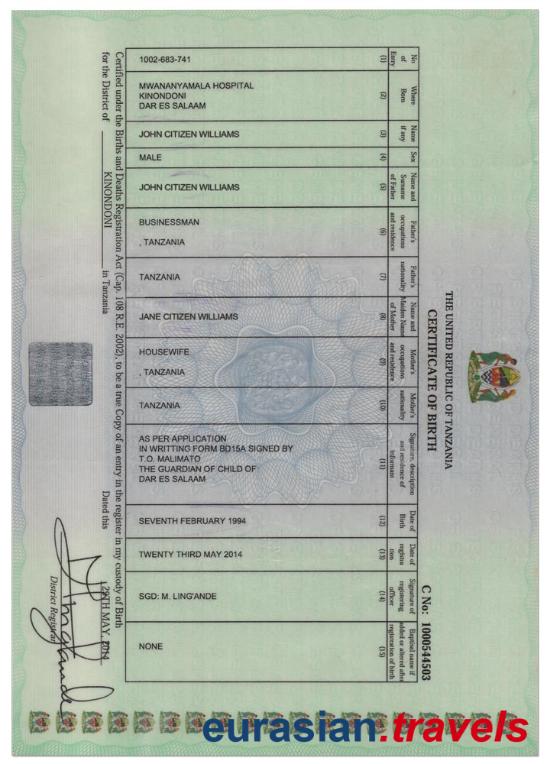 THE UNITED REPUBLIC OF TANZANIA
CERTIFICATE OF BIRTH
C No: 1000544503
No of Entry
(1)
1002-683-741
Where Born
(2)
MWANANYAMALA HOSPITAL
KINONDONI
DAR ES SALAAM
Name if any
(3)
JOHN CITIZEN WILLIAMS
Sex
(4)
MALE
Name and Surname of Father
(5)
JOHN CITIZEN WILLIAMS
Father's occupations and residence
(6)
BUSINESSMAN
, TANZANIA
Father's nationality
(7)
TANZANIA
Name and Maiden Name of Mother
(8)
JANE CITIZEN WILLIAMS
Mother's occupations and residence
(9)
HOUSEWIFE
, TANZANIA
Mother's nationality
(10)
TANZANIA
Signature, description and residence of Informant
(11)
AS PER APPLICATION
IN WRITTING FORM BD15A SIGNED BY
T.O. MALIMATO
THE GUARDIAN OF CHILD OF
DAR ES SALAAM
Date of Birth
(12)
SEVENTH FEBRUARY 1994
Date of registration
(13)
TWENTY THIRD MAY 2014
Signature of registering officer
(14)
SGD: M. LING'ANDE
Baptised name if added or altered after registration of birth
(15)
NONE
Certified under the Births and Deaths Registration Act (Cap. 108 R.E. 2002), to be a true Copy of an entry in the register in my custody of Birth
for the District of KINONDONI in Tanzania Dated this MAY, 2014
District Registrar
eurasian.travels